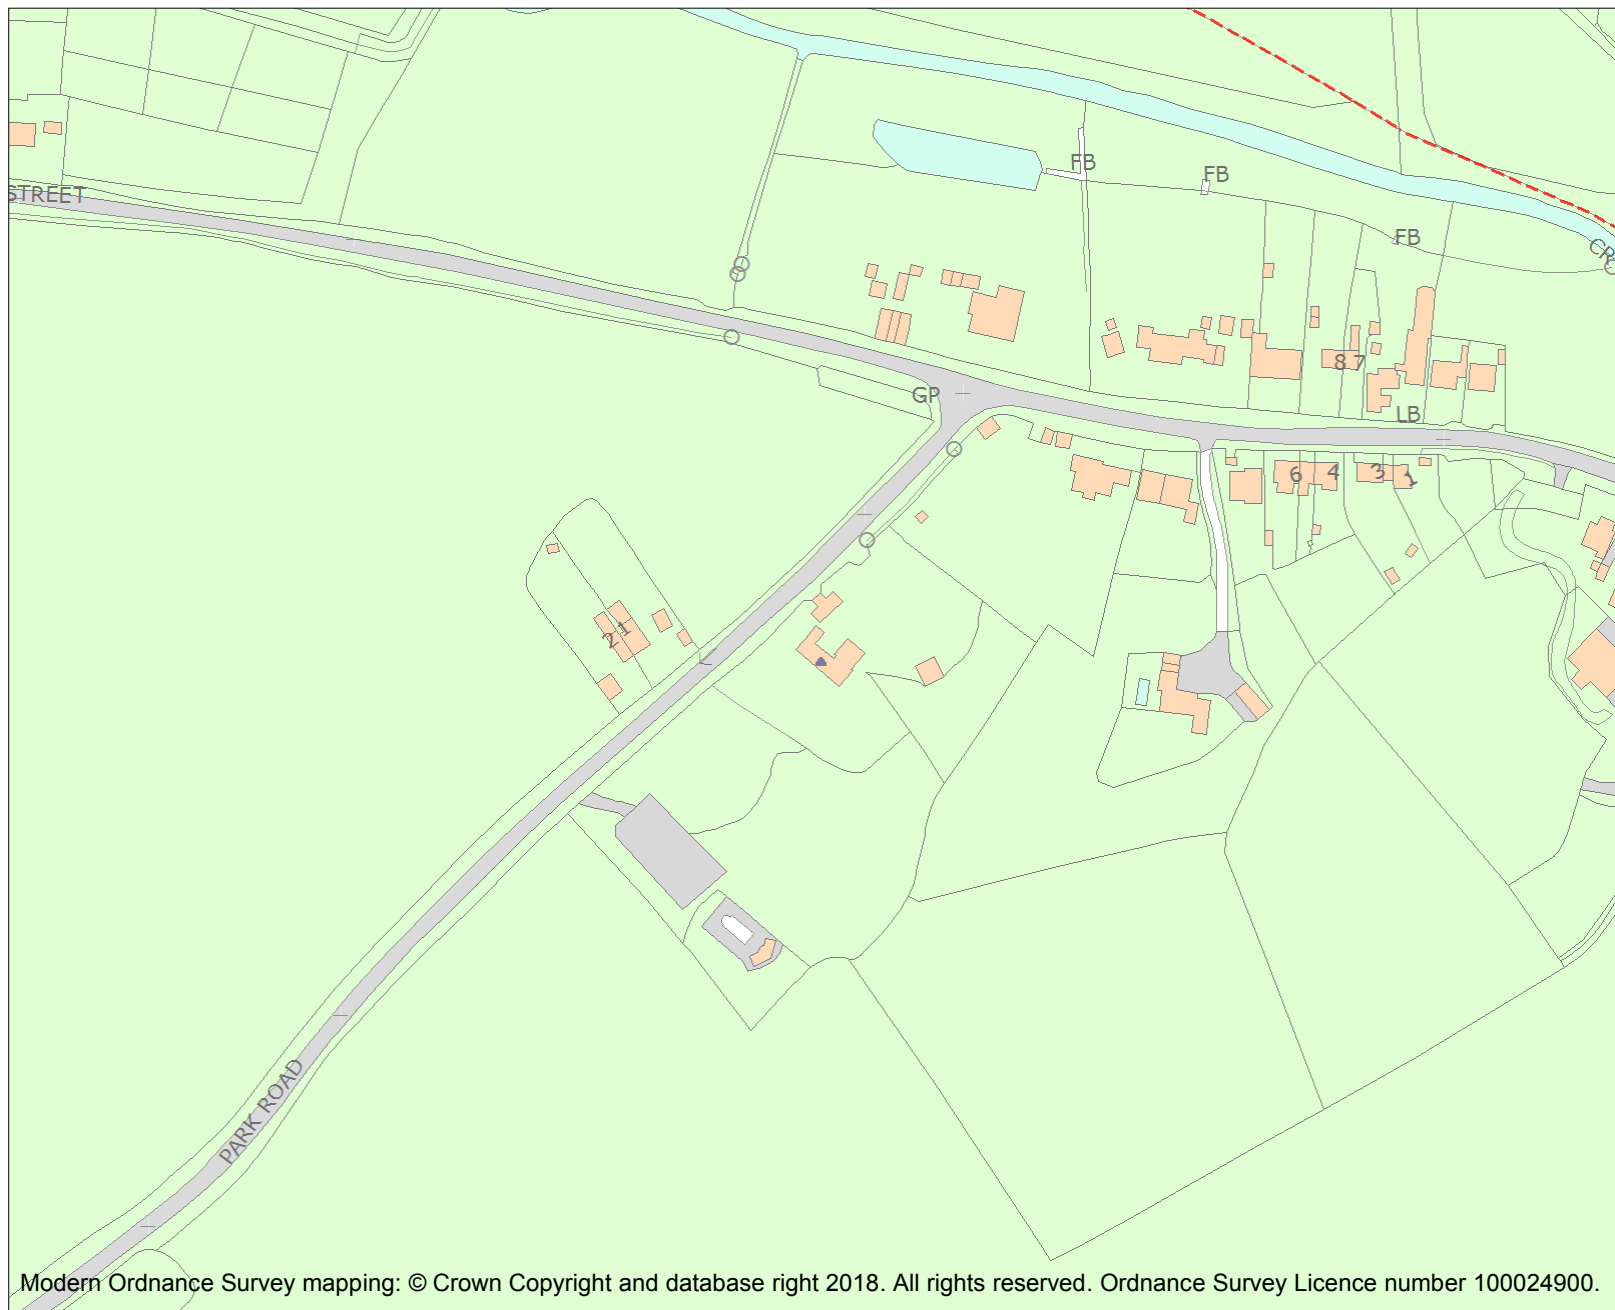 FB
FB
STREET
FB
CR
8 7
GP
LB
6
4
3
1
2 1
PARK ROAD
Modern Ordnance Survey mapping: © Crown Copyright and database right 2018. All rights reserved. Ordnance Survey Licence number 100024900.